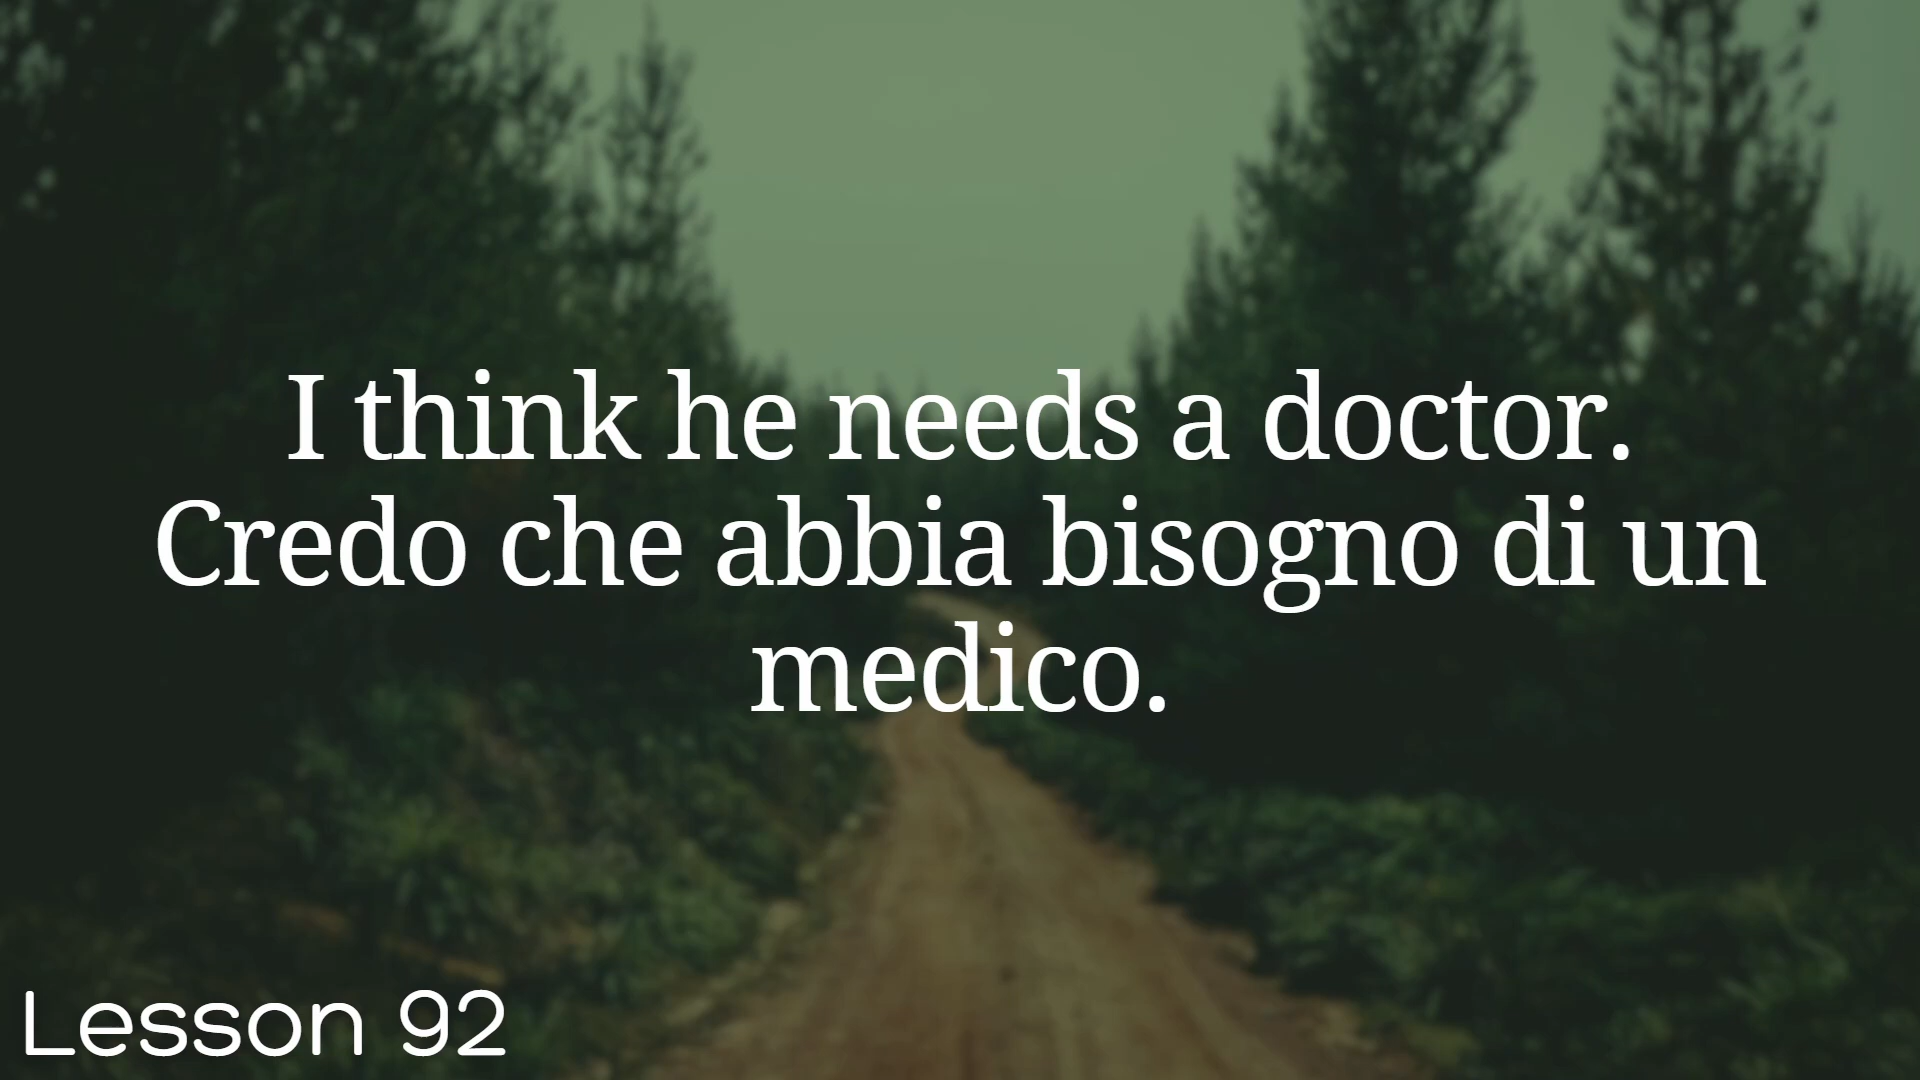 I think he needs a doctor.
Credo che abbia bisogno di un
medico.
Lesson 92